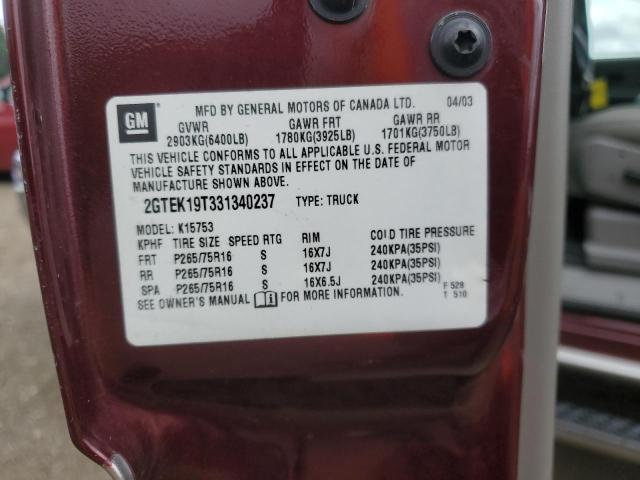 GM
MFD BY GENERAL MOTORS OF CANADA LTD. 04/03
GVWR GAWR FRT GAWR RR
2903KG(6400LB) 1780KG(3925LB) 1701KG(3750LB)
THIS VEHICLE CONFORMS TO ALL APPLICABLE U.S. FEDERAL MOTOR
VEHICLE SAFETY STANDARDS IN EFFECT ON THE DATE OF
MANUFACTURE SHOWN ABOVE.
2GTEK19T331340237 TYPE: TRUCK
MODEL: K15753
KPHF TIRE SIZE SPEED RTG RIM COLD TIRE PRESSURE
FRT P265/75R16 S 16X7J 240KPA(35PSI)
RR P265/75R16 S 16X7J 240KPA(35PSI)
SPA P265/75R16 S 16X6.5J 240KPA(35PSI)
SEE OWNER'S MANUAL FOR MORE INFORMATION. F 528
T 510